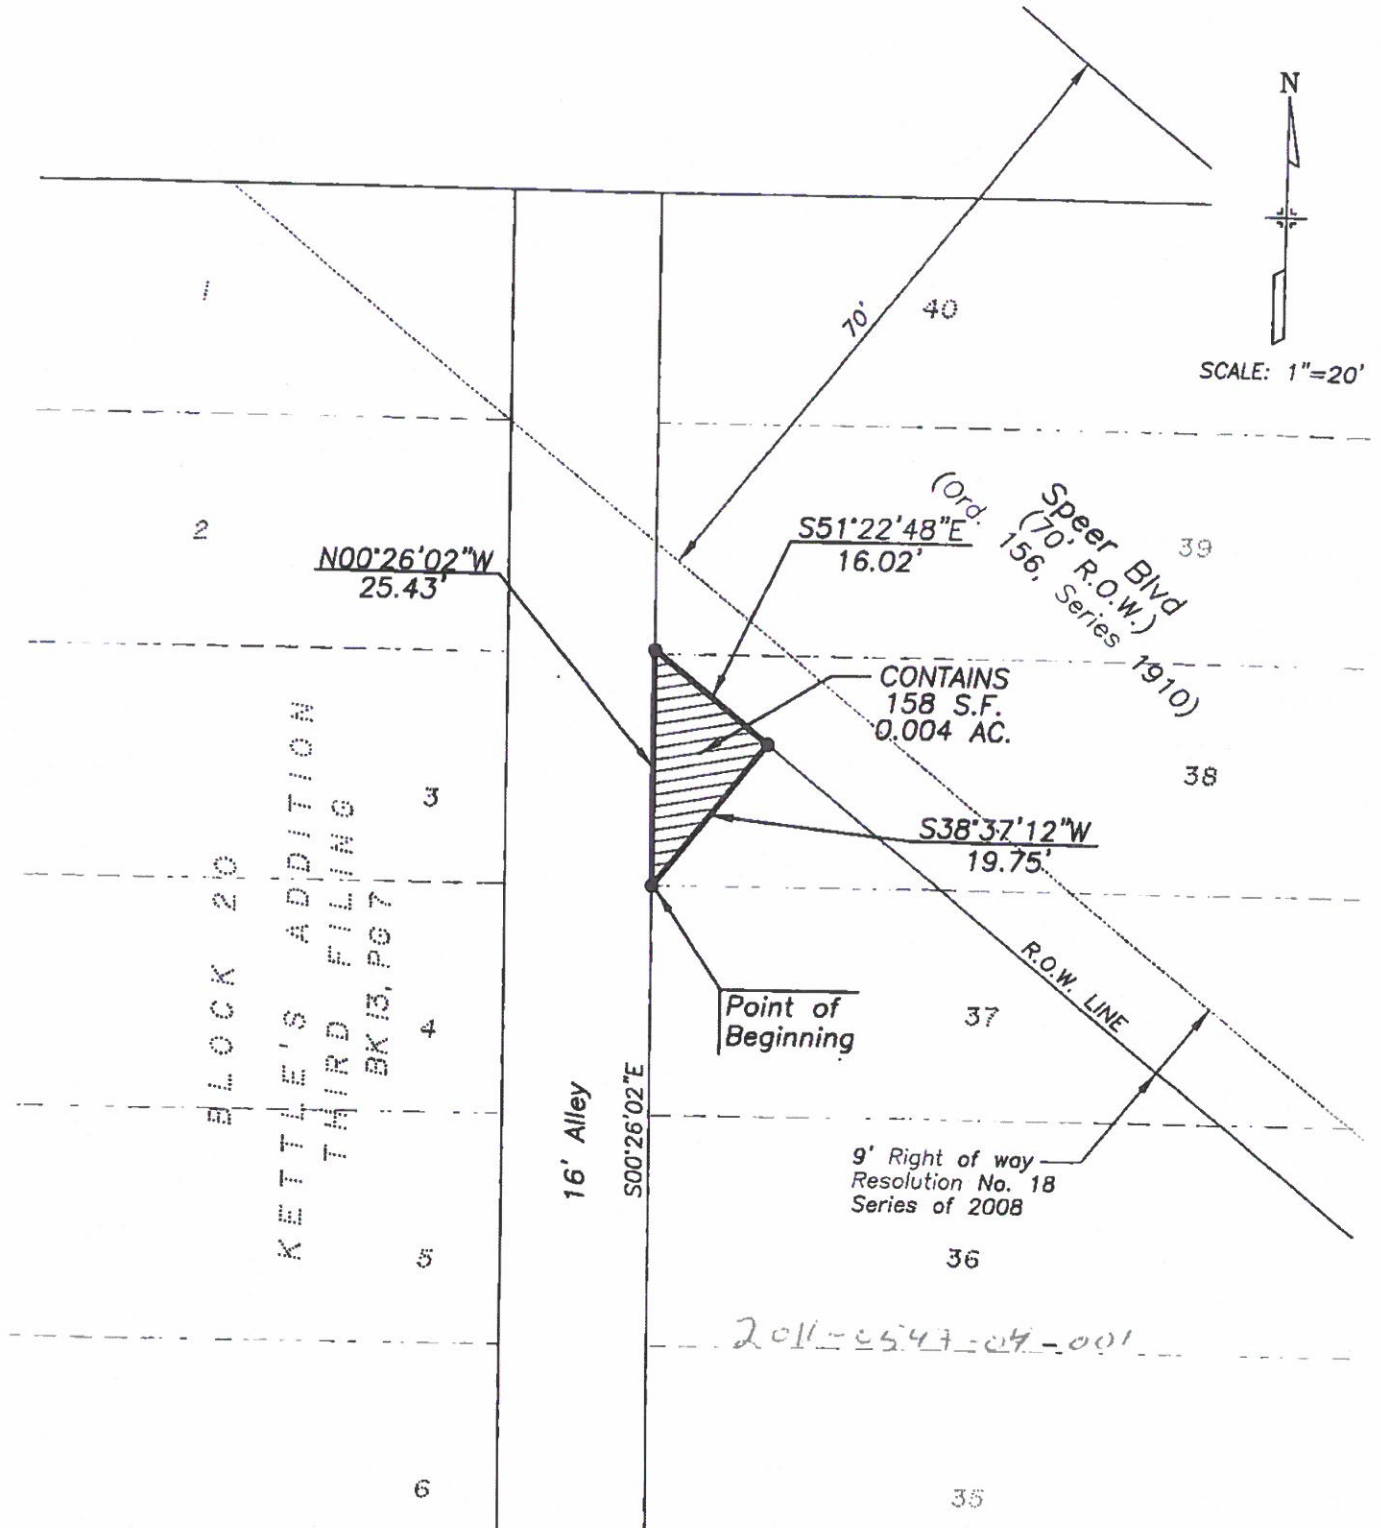 N
SCALE: 1"=20'
70'
1
40
2
39
N00°26'02"W
25.43'
S51°22'48"E
16.02'
Speer Blvd
(70' R.O.W.)
(Ord. 156, Series 1910)
CONTAINS
158 S.F.
0.004 AC.
3
38
S38°37'12"W
19.75'
BLOCK 20
KETTLE'S ADDITION
THIRD FILING
BK 13, PG 7
Point of
Beginning
4
37
R.O.W. LINE
16' Alley
S00°26'02"E
9' Right of way
Resolution No. 18
Series of 2008
5
36
2011-0547-04-001
6
35